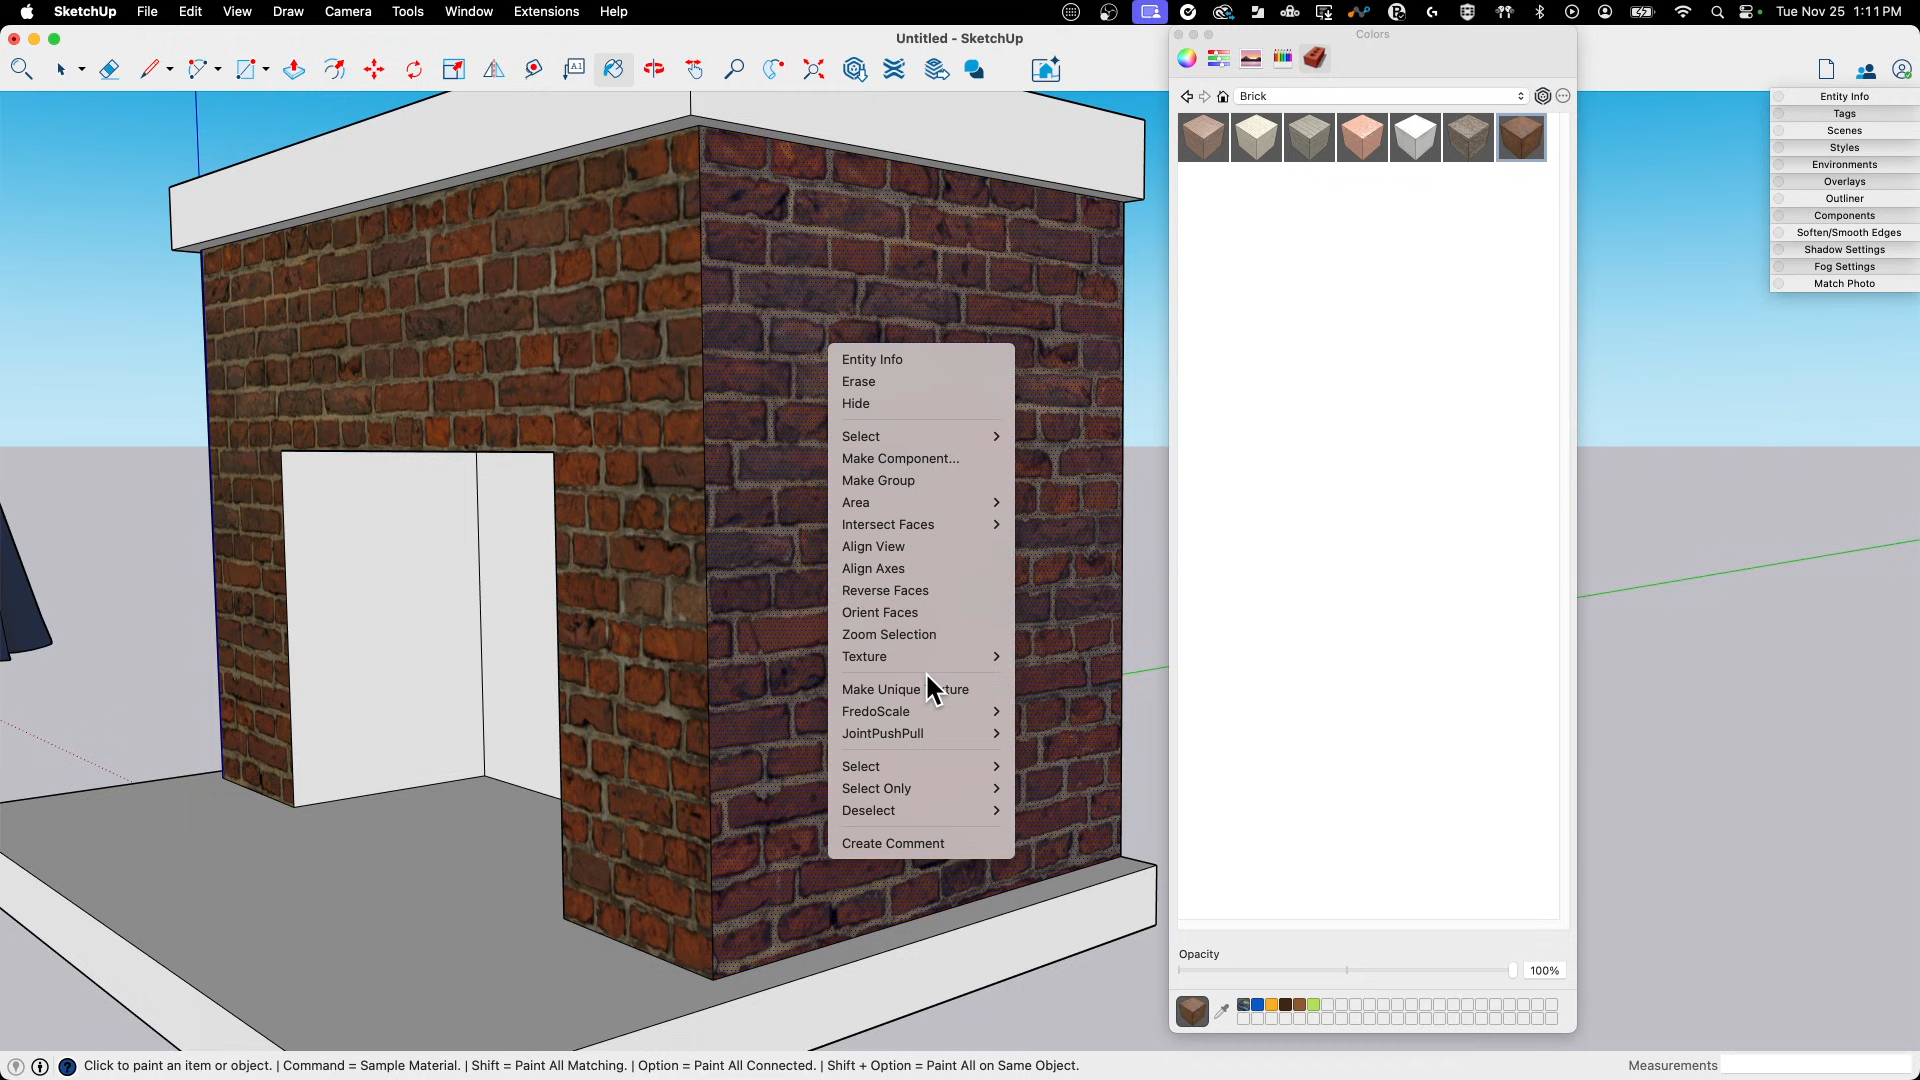 SketchUp File Edit View Draw Camera Tools Window Extensions Help
Tue Nov 25 1:11 PM
Untitled - SketchUp
Colors
A1
Brick
Entity Info
Tags
Scenes
Styles
Environments
Overlays
Outliner
Components
Soften/Smooth Edges
Shadow Settings
Fog Settings
Match Photo
Entity Info
Erase
Hide
Select
Make Component...
Make Group
Area
Intersect Faces
Align View
Align Axes
Reverse Faces
Orient Faces
Zoom Selection
Texture
Make Unique
FredoScale
JointPushPull
Select
Select Only
Deselect
Create Comment
Opacity
100%
Click to paint an item or object. | Command = Sample Material. | Shift = Paint All Matching. | Option = Paint All Connected. | Shift + Option = Paint All on Same Object.
Measurements